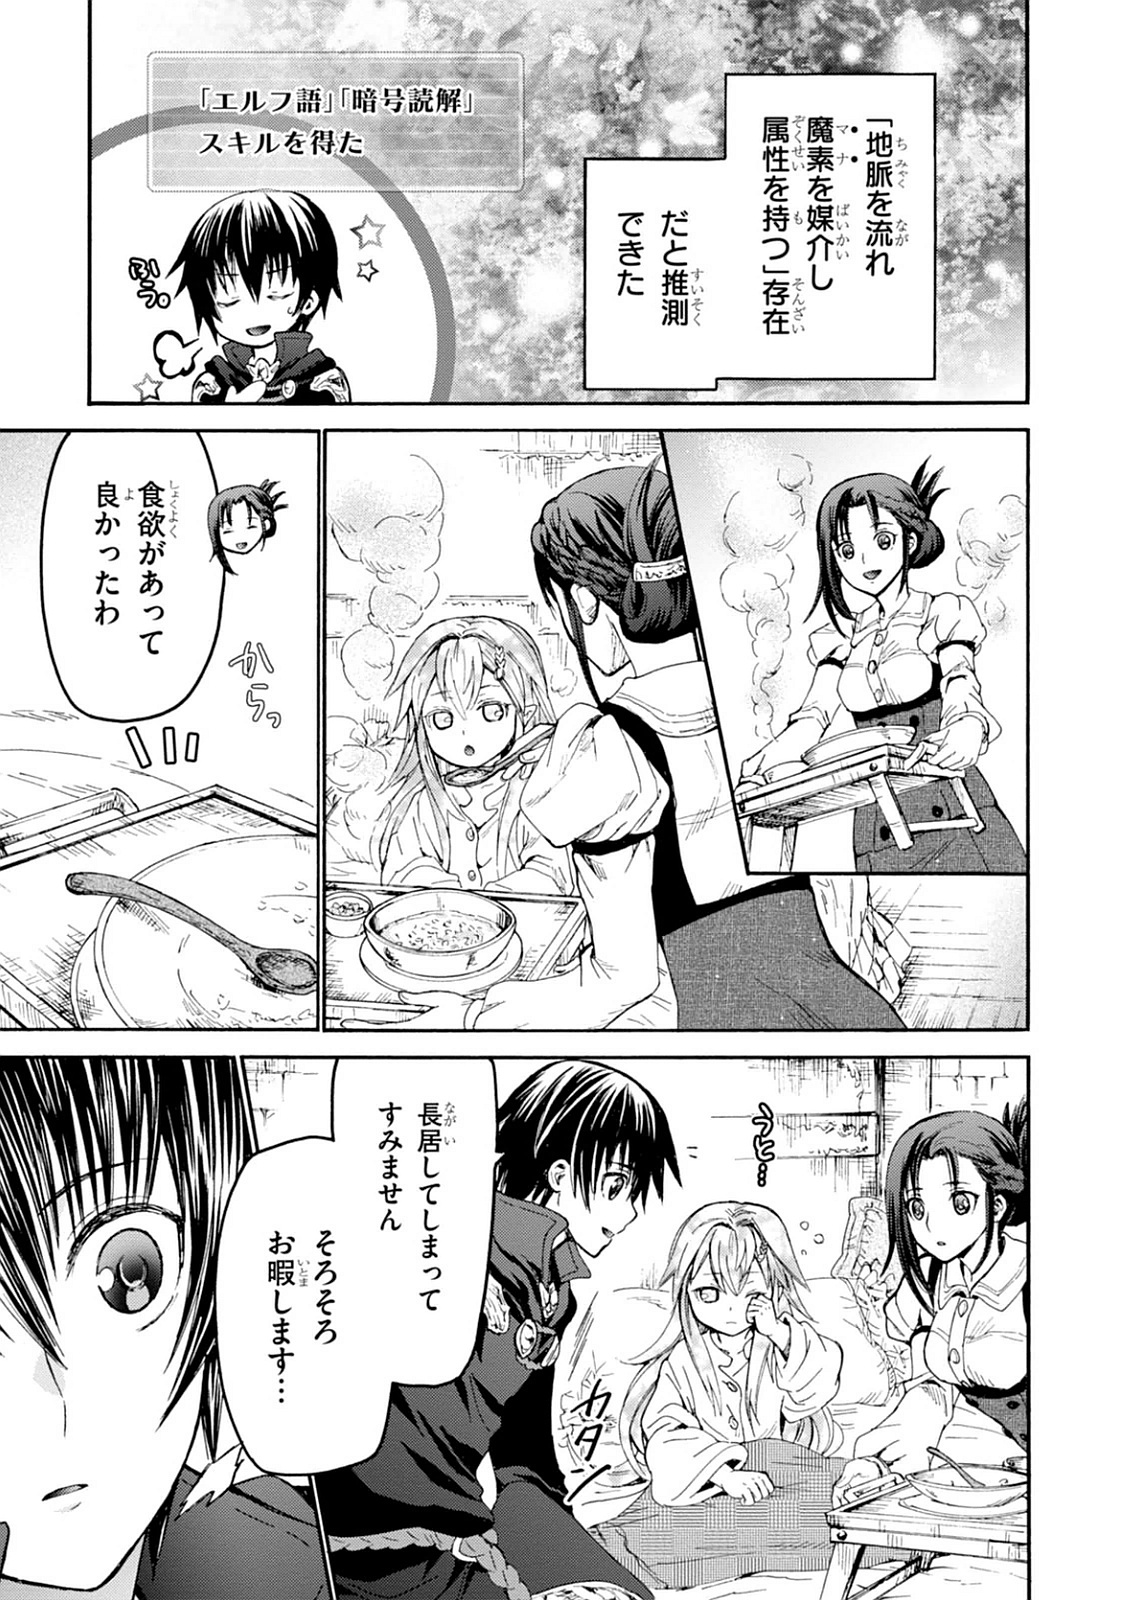 「地脈を流れ
魔素を媒介し
属性を持つ」存在
だと推測
できた
「エルフ語」「暗号読解」
スキルを得た
ふう。
食欲があって
良かったわ
からっ
うと…
カタン
長居してしまって
すみません
そろそろ
お暇します…